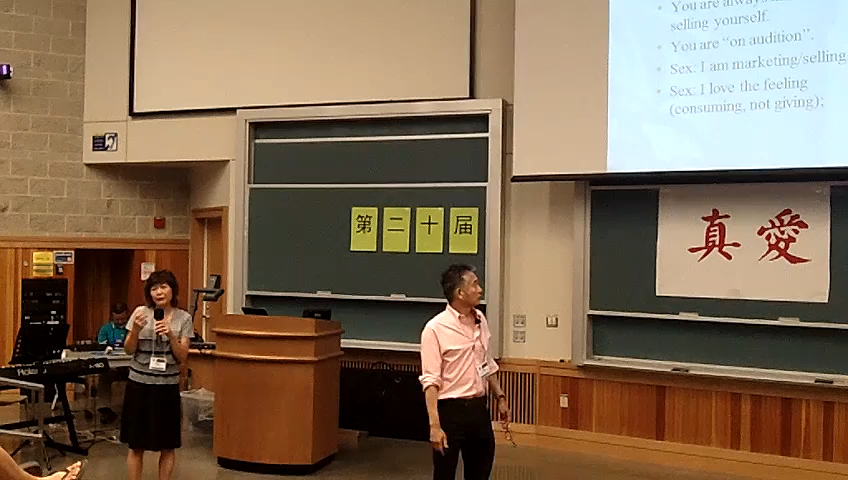 • You are always
selling yourself.
• You are “on audition”.
• Sex: I am marketing/selling
• Sex: I love the feeling
(consuming, not giving);
第二十届
真愛